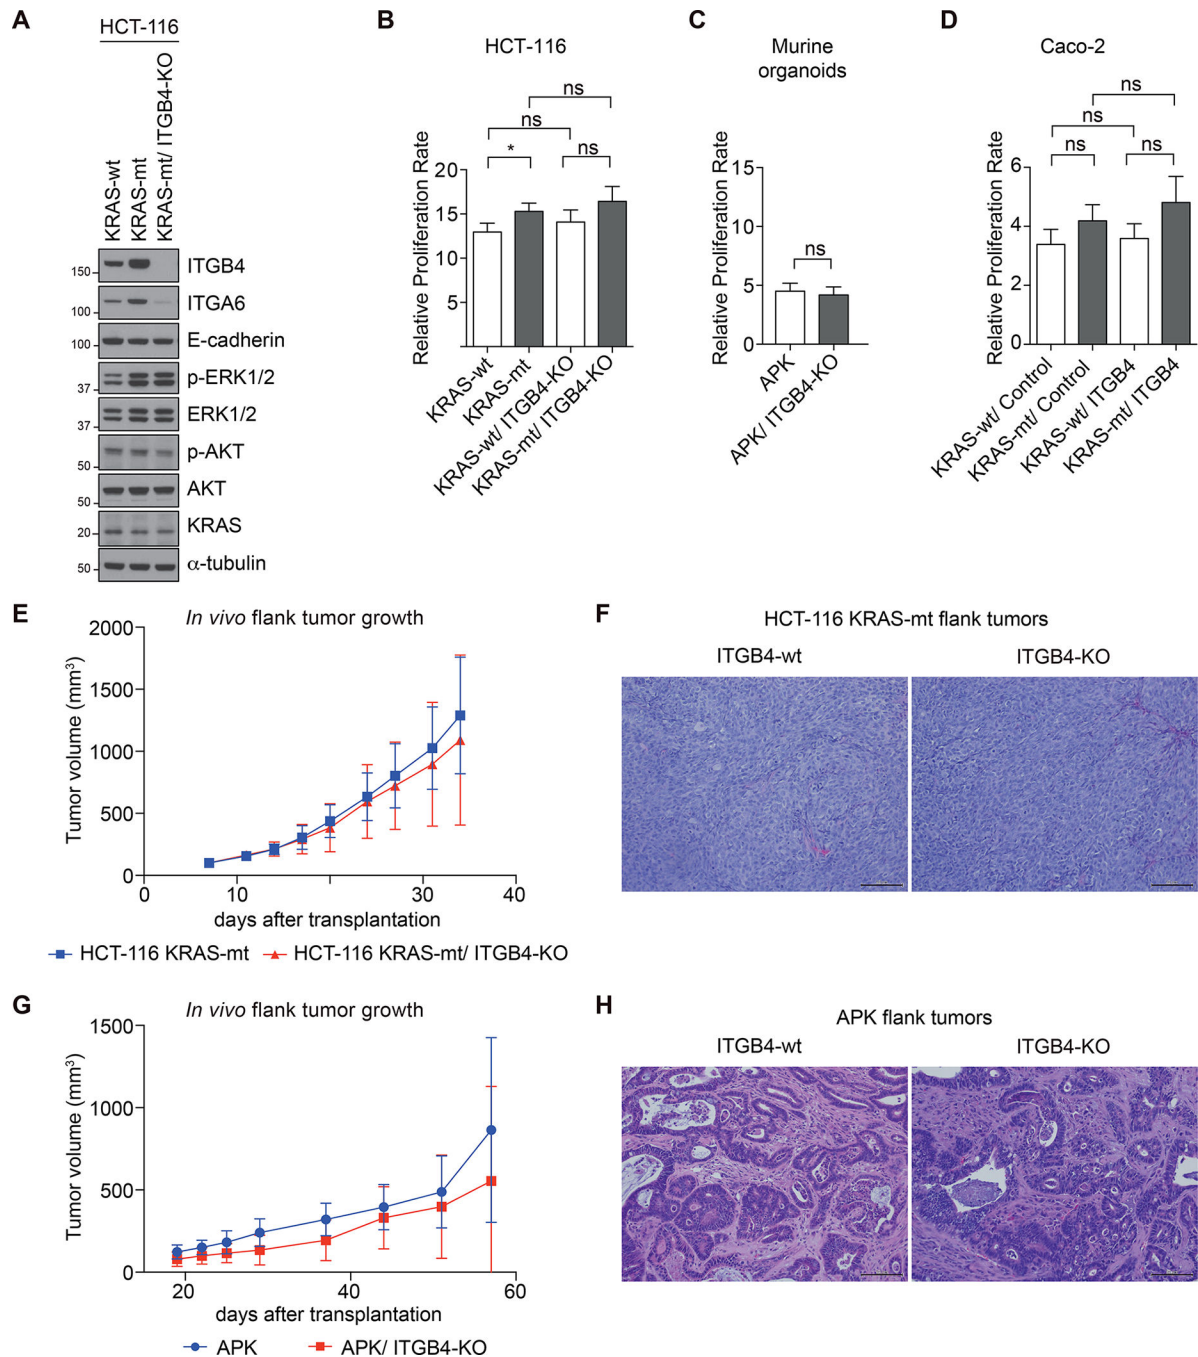 A
HCT-116
KRAS-wt
KRAS-mt
KRAS-mt/ ITGB4-KO
150
ITGB4
100
ITGA6
100
E-cadherin
37
p-ERK1/2
37
ERK1/2
50
p-AKT
50
AKT
20
KRAS
50
α-tubulin
B
HCT-116
ns
ns
*
ns
Relative Proliferation Rate
20
15
10
5
KRAS-wt
KRAS-mt
KRAS-wt/ ITGB4-KO
KRAS-mt/ ITGB4-KO
C
Murine
organoids
Relative Proliferation Rate
15
10
5
0
ns
APK
APK/ ITGB4-KO
D
Caco-2
ns
ns
ns
ns
Relative Proliferation Rate
6
4
2
0
KRAS-wt/ Control
KRAS-mt/ Control
KRAS-wt/ ITGB4
KRAS-mt/ ITGB4
E
In vivo flank tumor growth
Tumor volume (mm³)
2000
1500
1000
500
0
0
10
30
40
days after transplantation
HCT-116 KRAS-mt
HCT-116 KRAS-mt/ ITGB4-KO
F
HCT-116 KRAS-mt flank tumors
ITGB4-wt
ITGB4-KO
G
In vivo flank tumor growth
Tumor volume (mm³)
1500
1000
500
0
20
40
60
days after transplantation
APK
APK/ ITGB4-KO
H
APK flank tumors
ITGB4-wt
ITGB4-KO